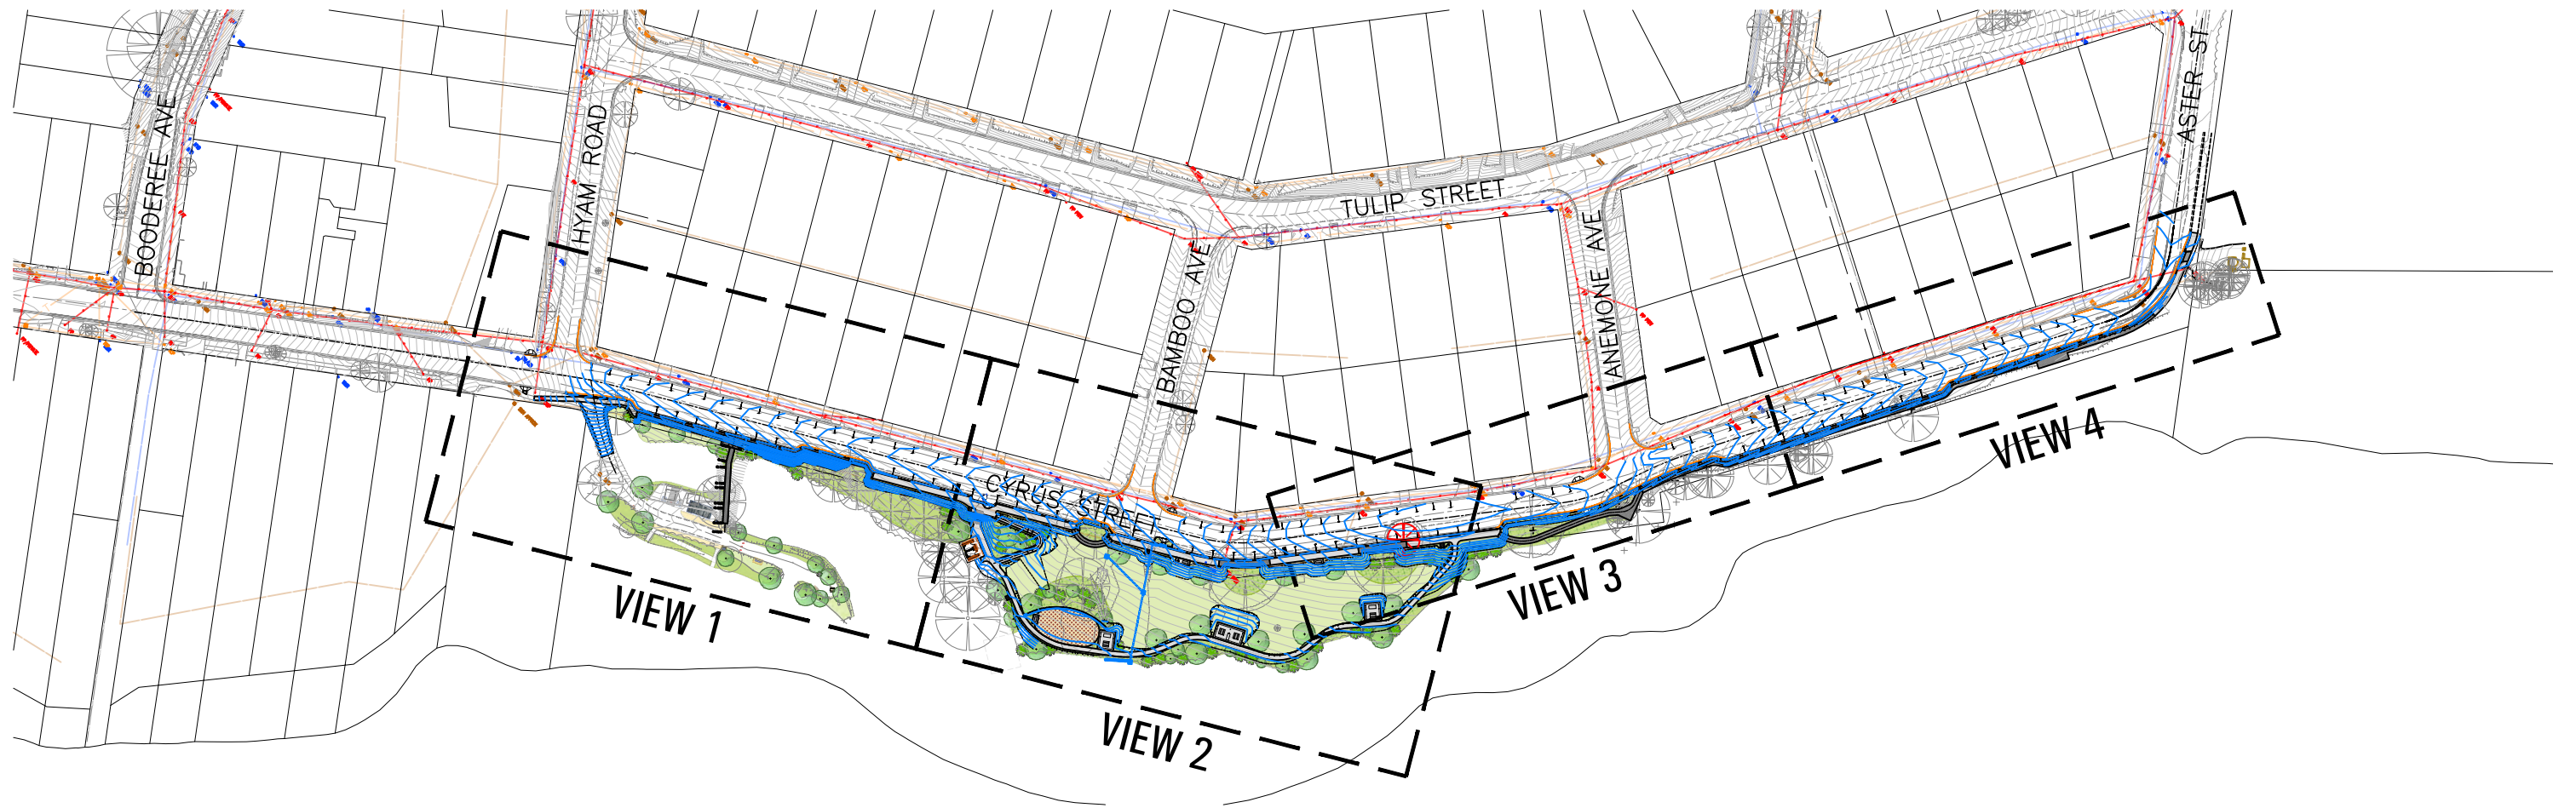 BOODEREE AVE
HYAM ROAD
BAMBOO AVE
TULIP STREET
ANEMONE AVE
ASTER ST
CYRUS STREET
VIEW 1
VIEW 2
VIEW 3
VIEW 4